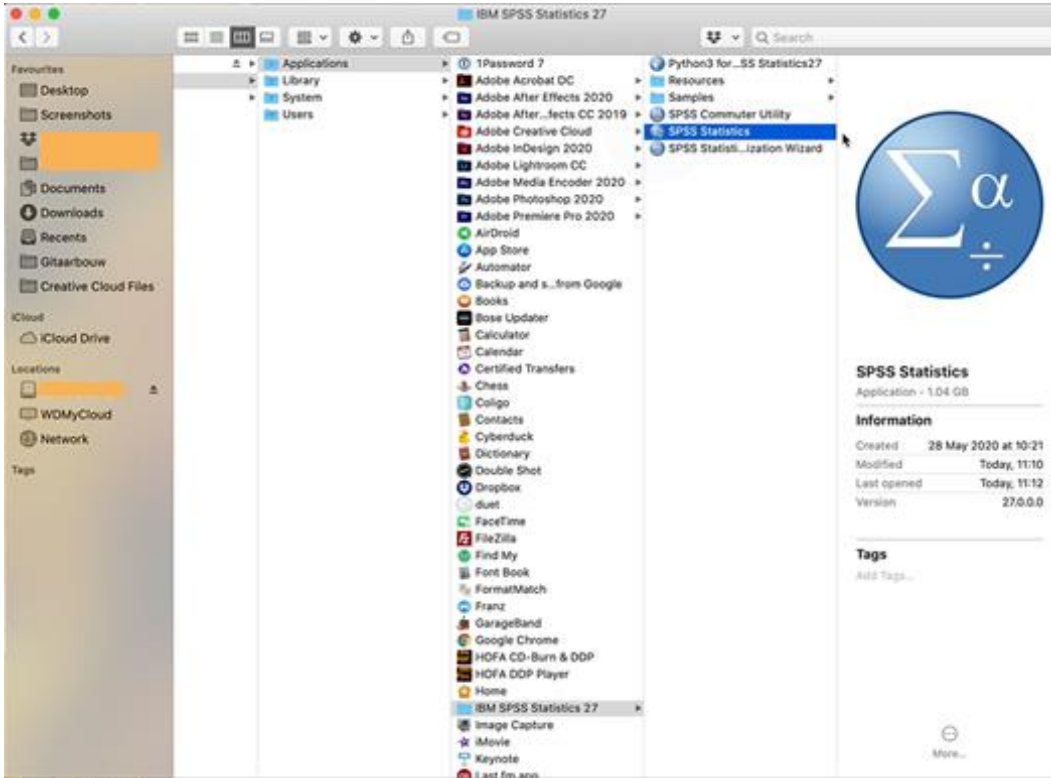 IBM SPSS Statistics 27
Search
Favourites
Desktop
Screenshots
Documents
Downloads
Recents
Gitaarbouw
Creative Cloud Files
iCloud
iCloud Drive
Locations
WDMyCloud
Network
Tags
Applications
Library
System
Users
1Password 7
Adobe Acrobat DC
Adobe After Effects 2020
Adobe After...fects CC 2019
Adobe Creative Cloud
Adobe InDesign 2020
Adobe Lightroom CC
Adobe Media Encoder 2020
Adobe Photoshop 2020
Adobe Premiere Pro 2020
AirDroid
App Store
Automator
Backup and s...from Google
Books
Bose Updater
Calculator
Calendar
Certified Transfers
Chess
Coligo
Contacts
Cyberduck
Dictionary
Double Shot
Dropbox
duet
FaceTime
FileZilla
Find My
Font Book
FormatMatch
Franz
GarageBand
Google Chrome
HOFA CD-Burn & DDP
HOFA DDP Player
Home
IBM SPSS Statistics 27
Image Capture
iMovie
Keynote
Last.fm.app
Python3 for...SS Statistics27
Resources
Samples
SPSS Commuter Utility
SPSS Statistics
SPSS Statisti...ization Wizard
Σ α ÷
SPSS Statistics
Application - 1.04 GB
Information
Created 28 May 2020 at 10:21
Modified Today, 11:10
Last opened Today, 11:12
Version 27.0.0.0
Tags
Add Tags...
More...